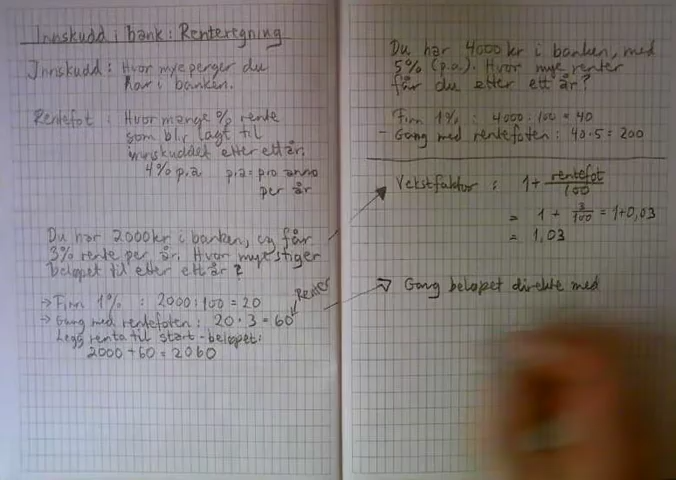 Innskudd i bank: Renteregning
Innskudd: Hvor mye penger du
har i banken.
Rentefot: Hvor mange % rente
som blir lagt til
innskuddet etter ett år.
4% p.a p.a = pro anno
per år
Du har 2000 kr i banken, og får
3% rente per år. Hvor mye stiger
beløpet til etter ett år?
→ Finn 1% : 2000:100 = 20
→ Gang med rentefoten: 20 · 3 = 60
Renter
Legg renta til start-beløpet:
2000 + 60 = 2060
Du har 4000 kr i banken, med
5% (p.a). Hvor mye renter
får du etter ett år?
Finn 1% : 4000:100 = 40
- Gang med rentefoten: 40·5 = 200
Vekstfaktor : 1 + rentefot/100
= 1 + 3/100 = 1+0,03
= 1,03
→ Gang beløpet direkte med